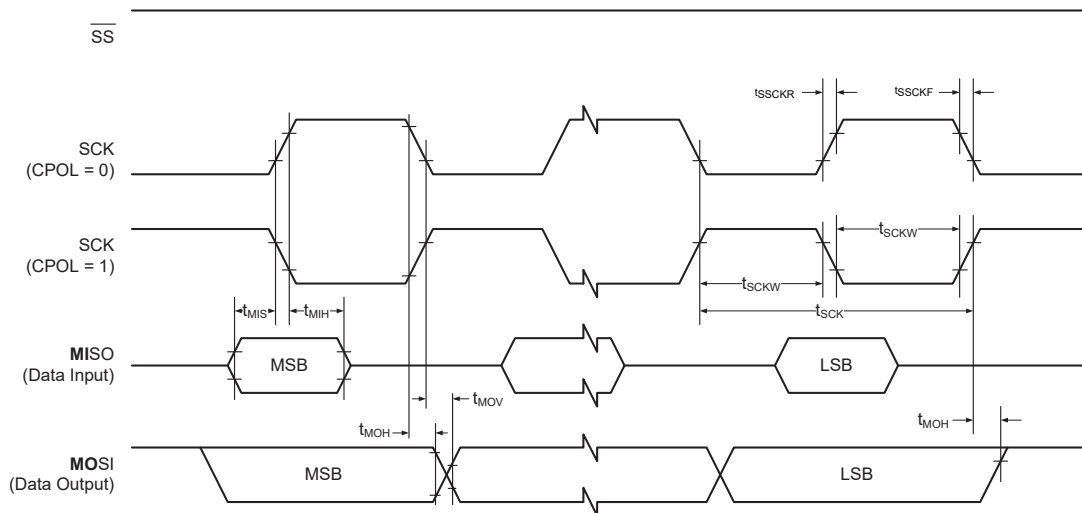 SS
tSSCKR
tSSCKF
SCK
(CPOL = 0)
SCK
(CPOL = 1)
tSCKW
tSCKW
tSCK
tMIS
tMIH
MISO
(Data Input)
MSB
LSB
tMOV
tMOH
tMOH
MOSI
(Data Output)
MSB
LSB